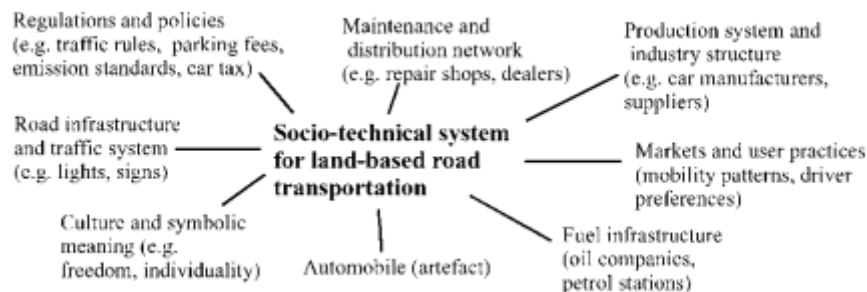 Regulations and policies
(e.g. traffic rules, parking fees,
emission standards, car tax)
Maintenance and
distribution network
(e.g. repair shops, dealers)
Production system and
industry structure
(e.g. car manufacturers,
suppliers)
Road infrastructure
and traffic system
(e.g. lights, signs)
Socio-technical system
for land-based road
transportation
Markets and user practices
(mobility patterns, driver
preferences)
Culture and symbolic
meaning (e.g.
freedom, individuality)
Automobile (artefact)
Fuel infrastructure
(oil companies,
petrol stations)